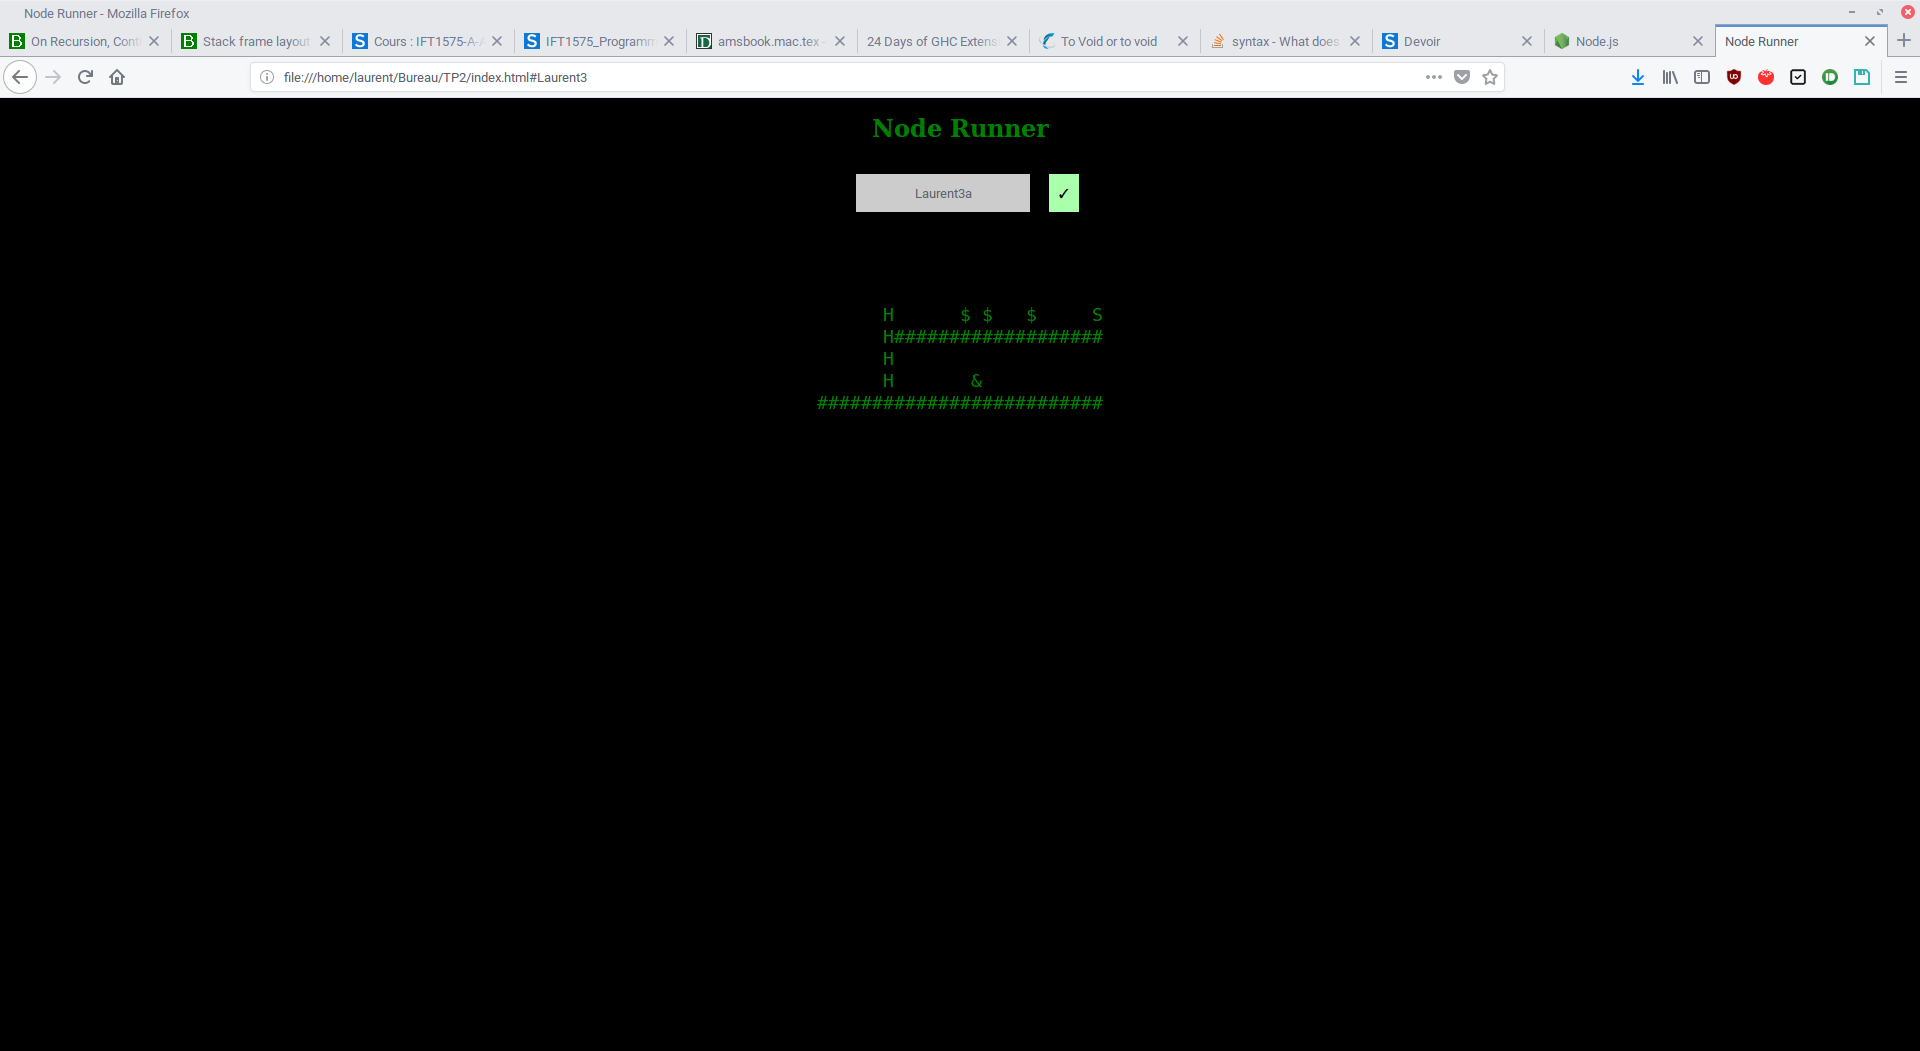 Node Runner - Mozilla Firefox
On Recursion, Cont
Stack frame layout
Cours : IFT1575-A-A
IFT1575_Programm
amsbook.mac.tex -
24 Days of GHC Extens
To Void or to void
syntax - What does
Devoir
Node.js
Node Runner
file:///home/laurent/Bureau/TP2/index.html#Laurent3
Node Runner
Laurent3a ✓
      H      $ $   $     S
      H###################
      H
      H       &
##########################